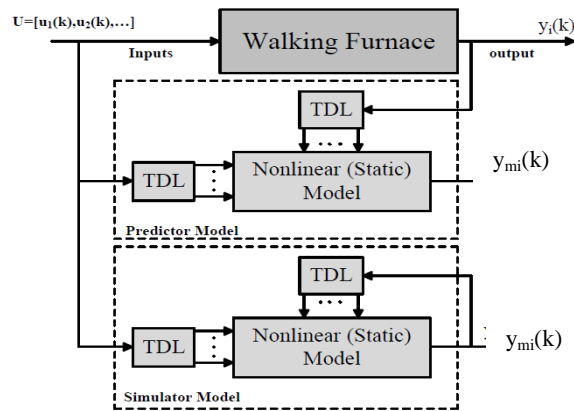 U=[u₁(k),u₂(k),...]
Inputs
Walking Furnace
yᵢ(k)
output
TDL
...
TDL
...
Nonlinear (Static)
Model
yₘᵢ(k)
Predictor Model
TDL
...
TDL
...
Nonlinear (Static)
Model
yₘᵢ(k)
Simulator Model